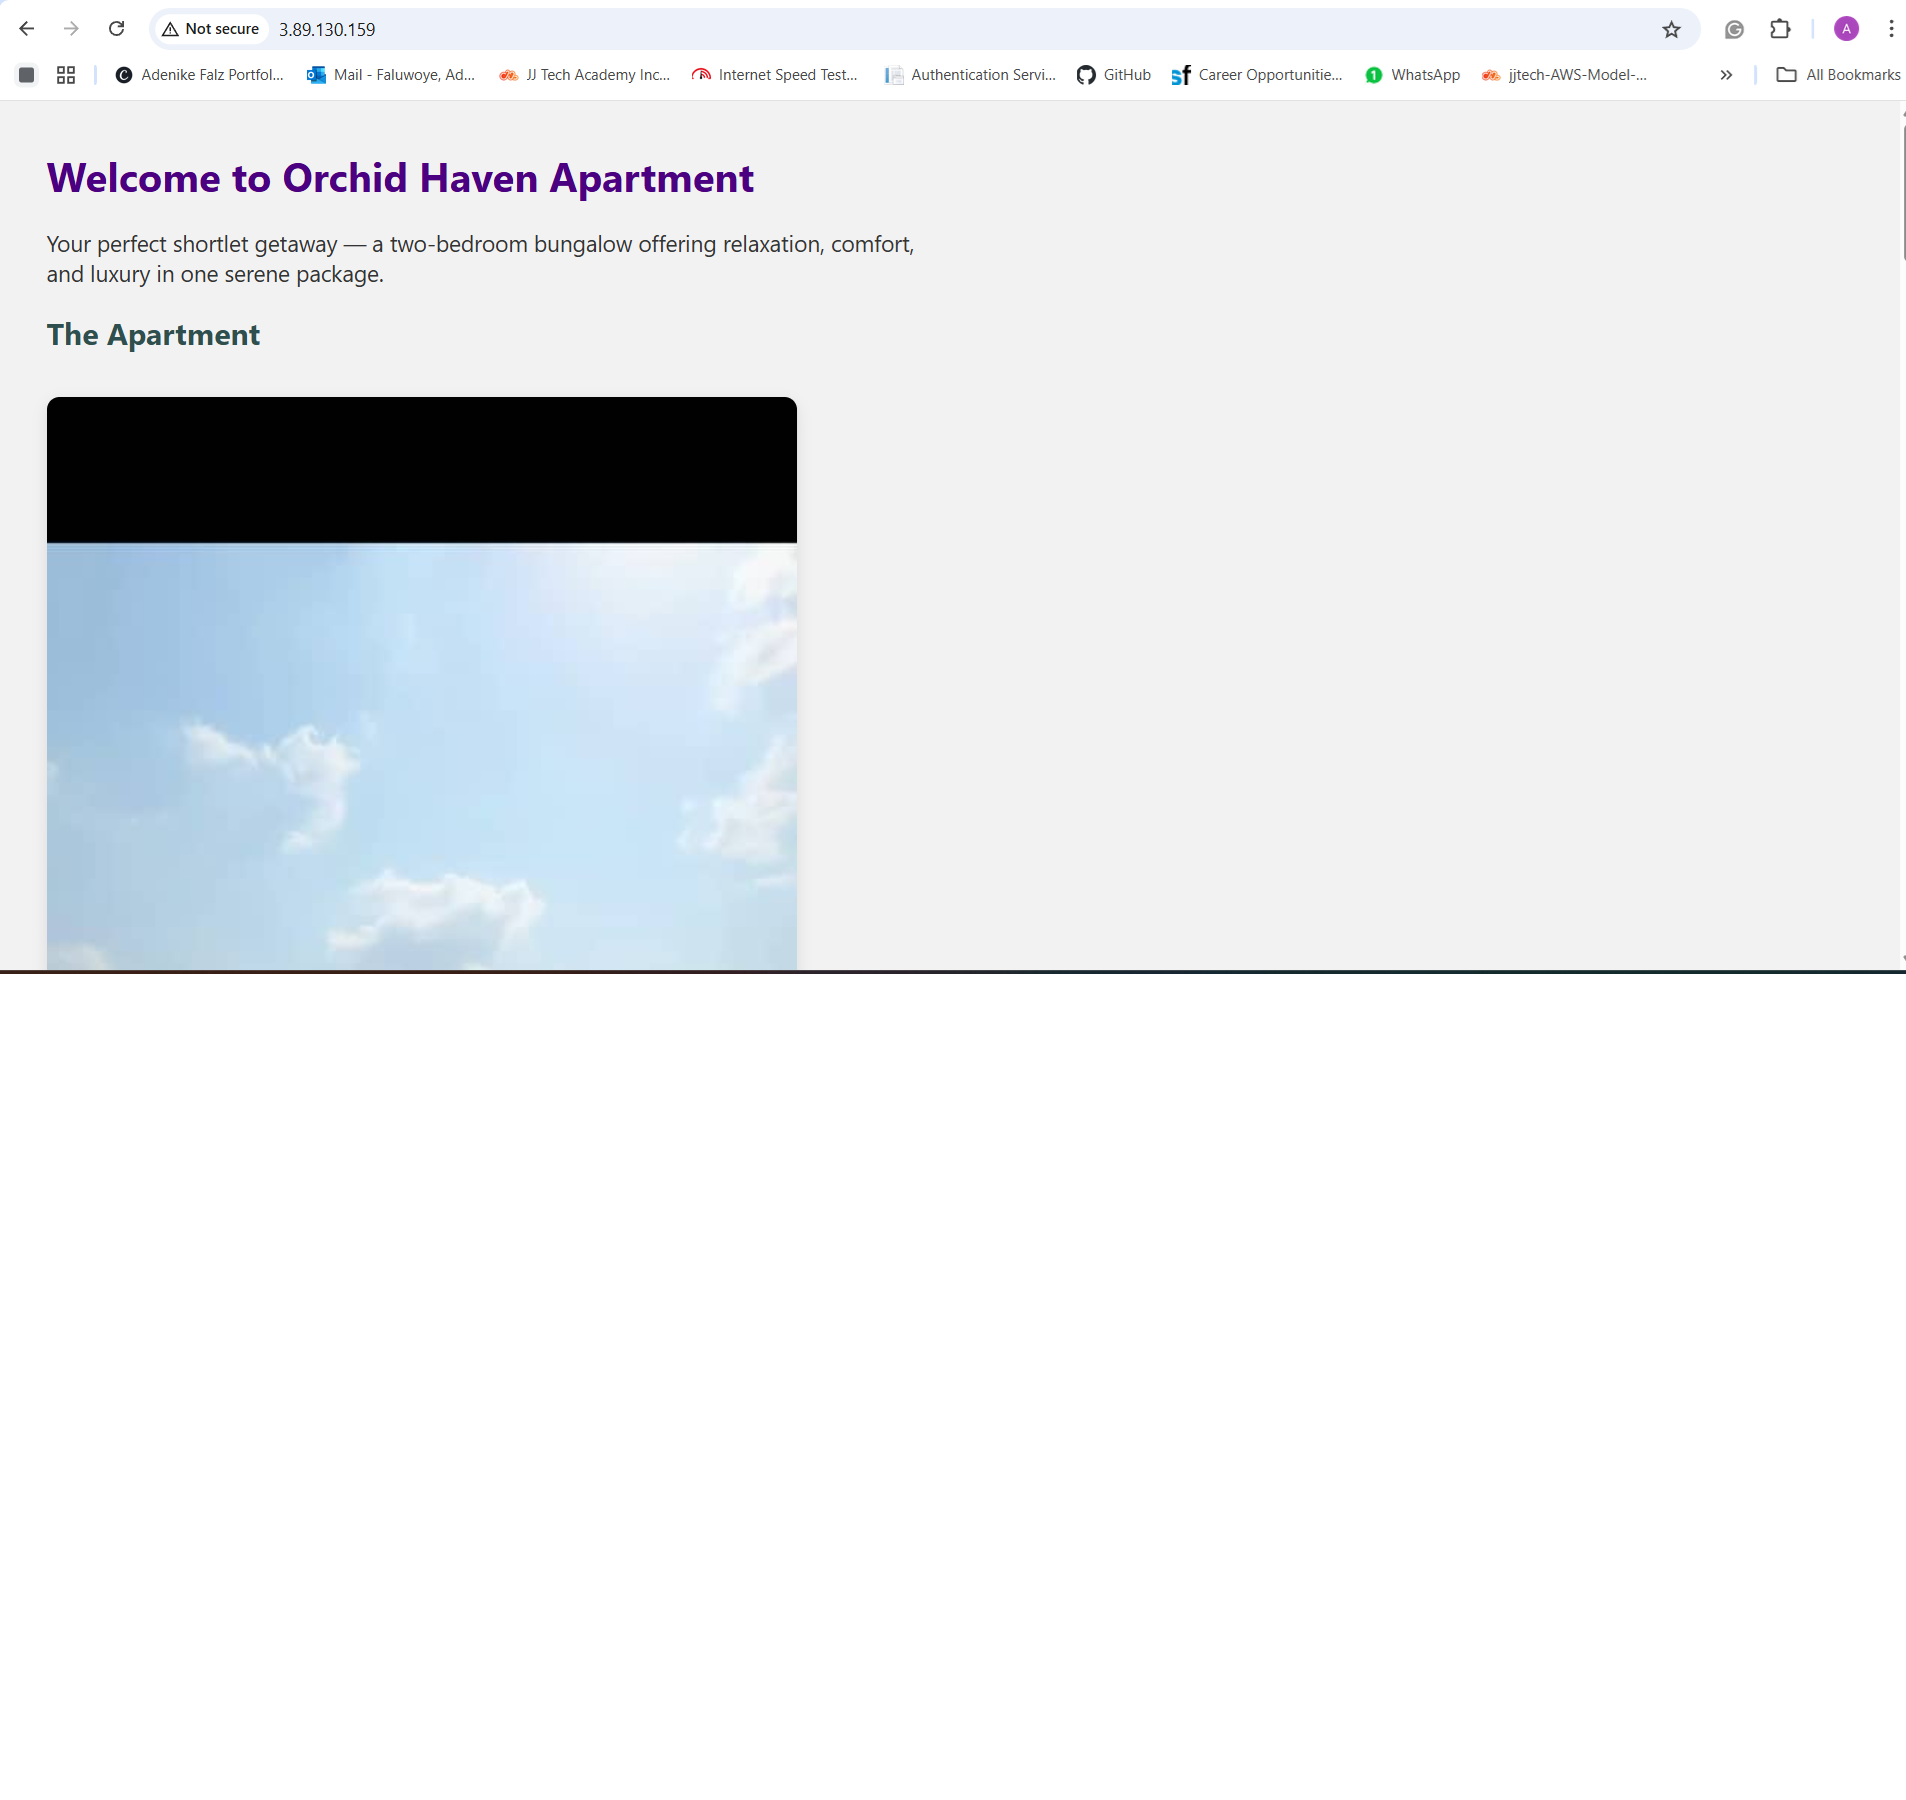 Not secure 3.89.130.159 A
Adenike Falz Portfol... Mail - Faluwoye, Ad... JJ Tech Academy Inc... Internet Speed Test... Authentication Servi... GitHub sf Career Opportunitie... 1 WhatsApp jjtech-AWS-Model-... » All Bookmarks
Welcome to Orchid Haven Apartment
Your perfect shortlet getaway — a two-bedroom bungalow offering relaxation, comfort,
and luxury in one serene package.
The Apartment